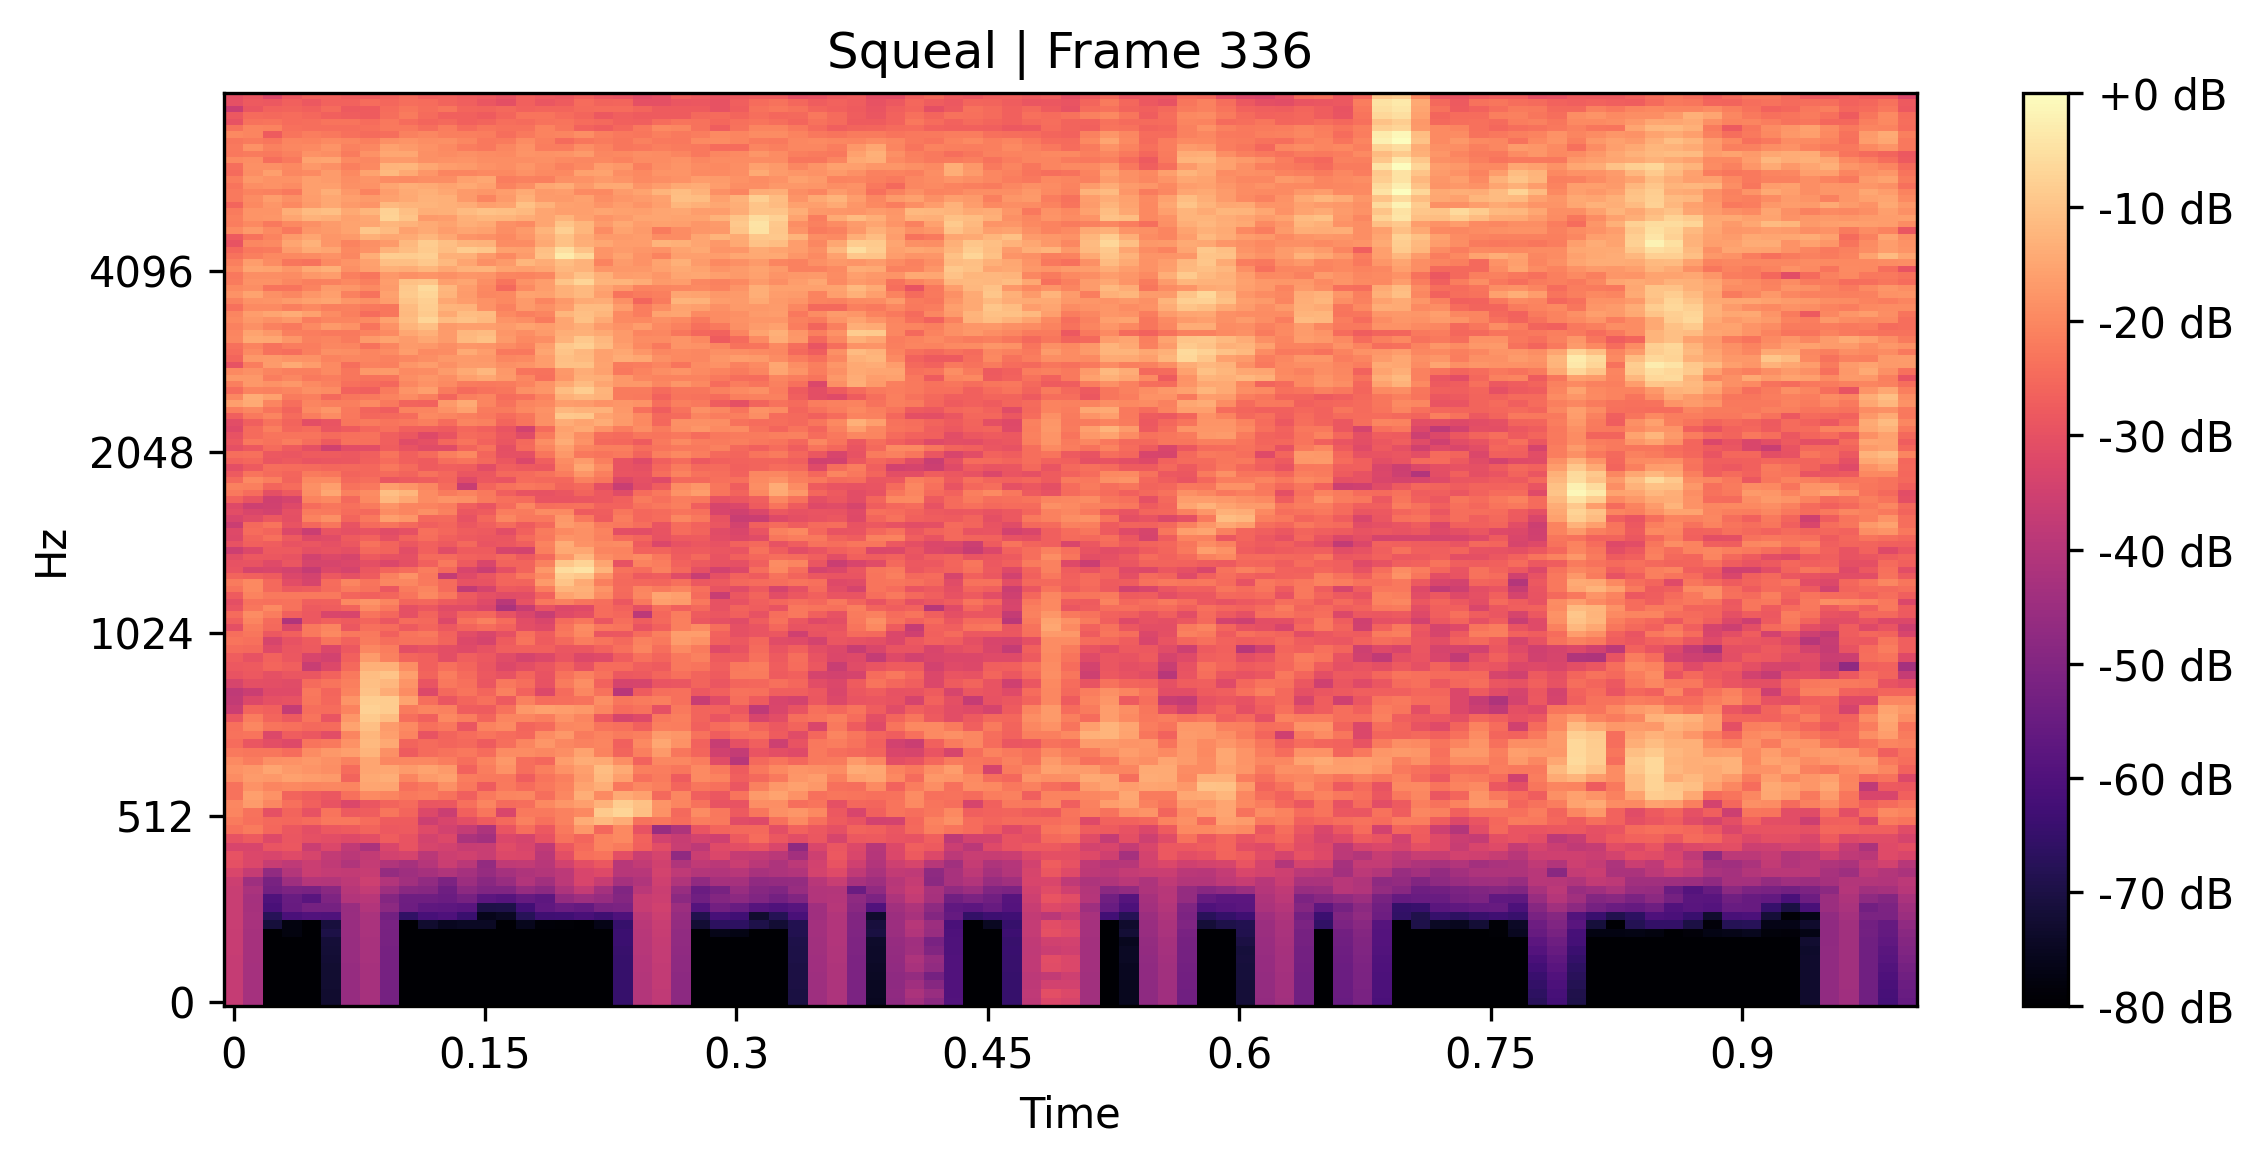 Squeal | Frame 336
Hz
4096
2048
1024
512
0
0 0.15 0.3 0.45 0.6 0.75 0.9
Time
+0 dB
-10 dB
-20 dB
-30 dB
-40 dB
-50 dB
-60 dB
-70 dB
-80 dB